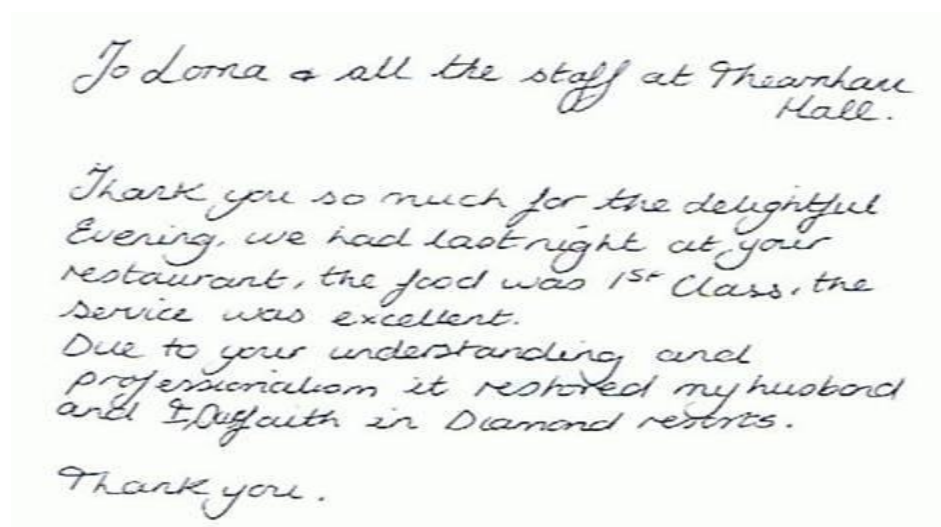 To Lorna & all the staff at Thearnhau
Hall.
Thank you so much for the delightful
Evening, we had last night at your
restaurant, the food was 1st Class, the
service was excellent.
Due to your understanding and
professionalism it restored my husband
and I, faith in Diamond resorts.
Thank you.